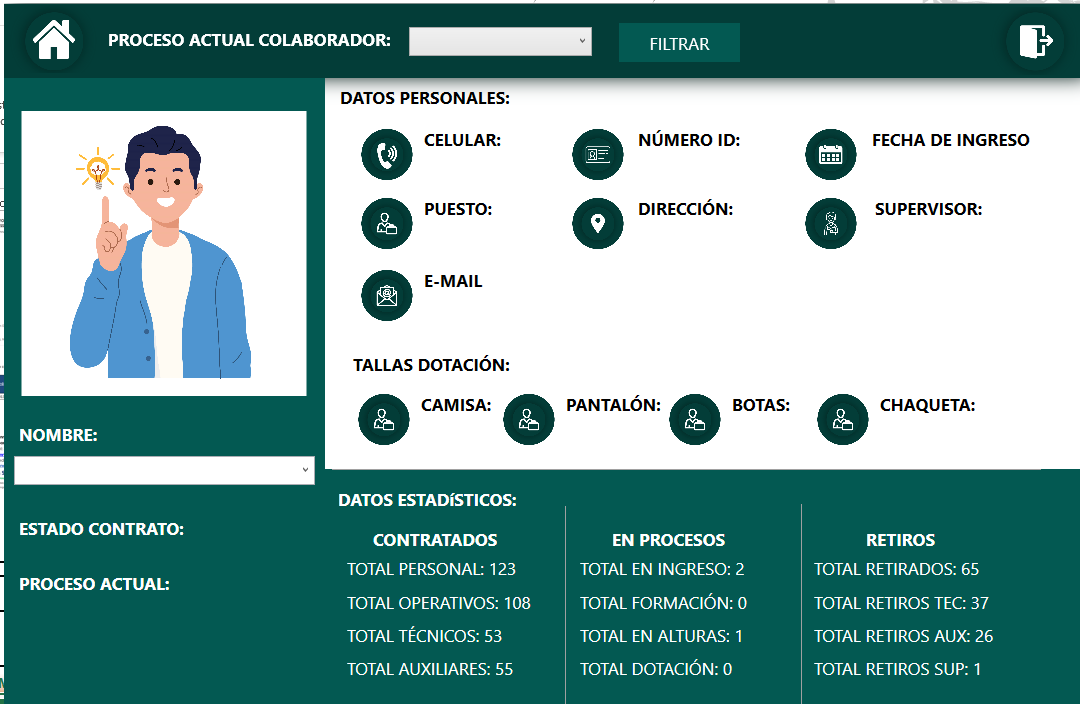 PROCESO ACTUAL COLABORADOR:
FILTRAR
DATOS PERSONALES:
CELULAR:
NÚMERO ID:
FECHA DE INGRESO
PUESTO:
DIRECCIÓN:
SUPERVISOR:
E-MAIL
TALLAS DOTACIÓN:
CAMISA:
PANTALÓN:
BOTAS:
CHAQUETA:
NOMBRE:
ESTADO CONTRATO:
PROCESO ACTUAL:
DATOS ESTADíSTICOS:
CONTRATADOS
TOTAL PERSONAL: 123
TOTAL OPERATIVOS: 108
TOTAL TÉCNICOS: 53
TOTAL AUXILIARES: 55
EN PROCESOS
TOTAL EN INGRESO: 2
TOTAL FORMACIÓN: 0
TOTAL EN ALTURAS: 1
TOTAL DOTACIÓN: 0
RETIROS
TOTAL RETIRADOS: 65
TOTAL RETIROS TEC: 37
TOTAL RETIROS AUX: 26
TOTAL RETIROS SUP: 1